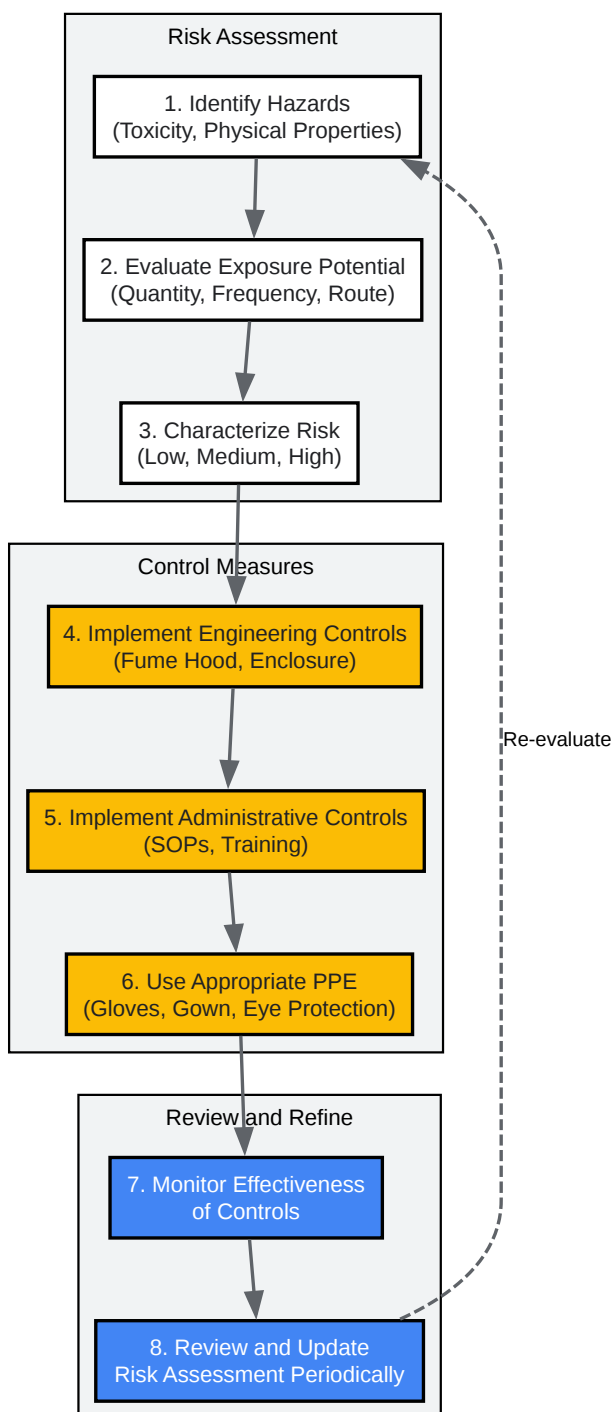 Risk Assessment
1. Identify Hazards
(Toxicity, Physical Properties)
2. Evaluate Exposure Potential
(Quantity, Frequency, Route)
3. Characterize Risk
(Low, Medium, High)
Control Measures
4. Implement Engineering Controls
(Fume Hood, Enclosure)
Re-evaluate
5. Implement Administrative Controls
(SOPs, Training)
6. Use Appropriate PPE
(Gloves, Gown, Eye Protection)
Review and Refine
7. Monitor Effectiveness
of Controls
8. Review and Update
Risk Assessment Periodically